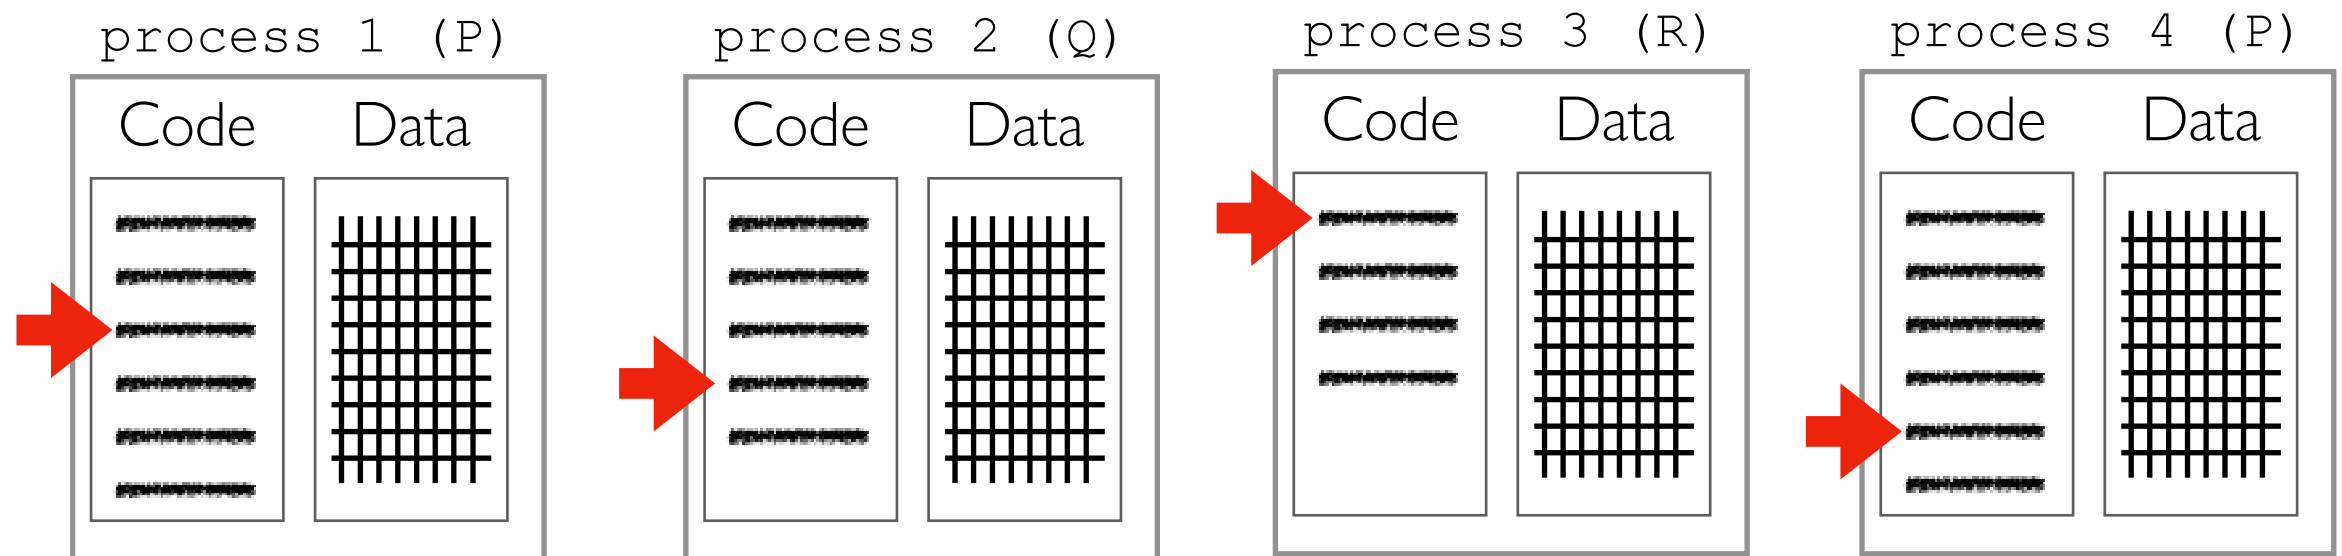 process 1 (P)
process 2 (Q)
process 3 (R)
process 4 (P)
Code Data
Code Data
Code Data
Code Data